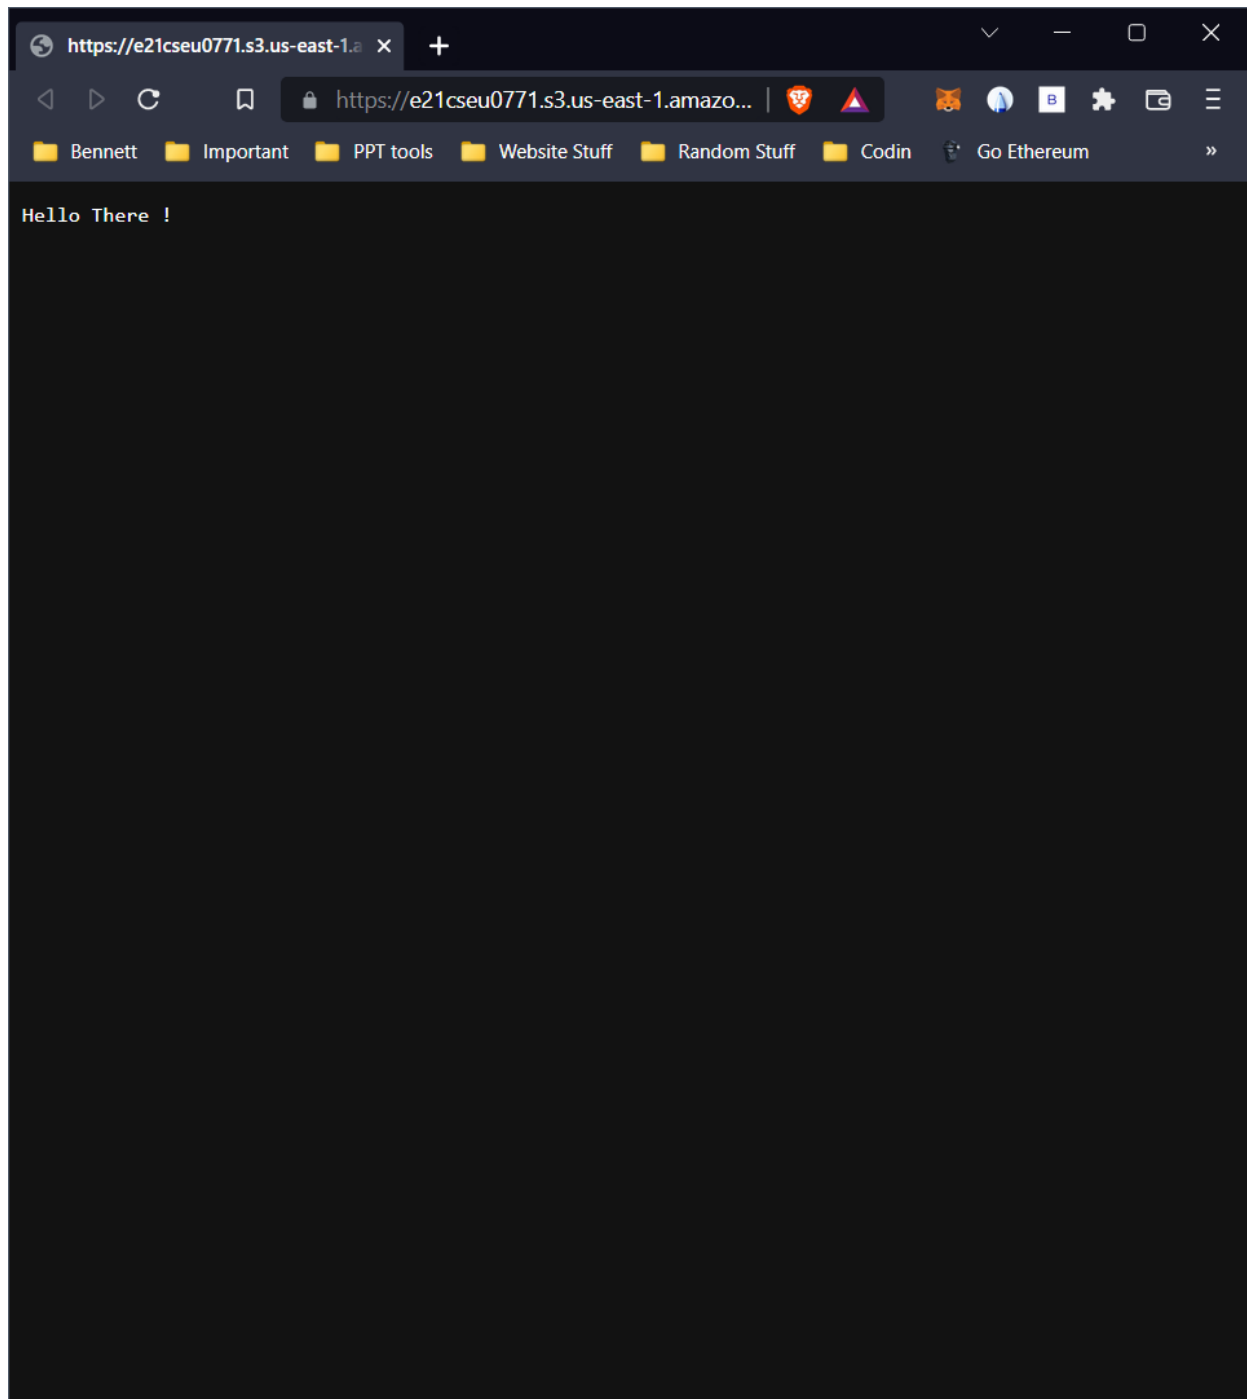 https://e21cseu0771.s3.us-east-1.a
https://e21cseu0771.s3.us-east-1.amazo...
B
Bennett Important PPT tools Website Stuff Random Stuff Codin Go Ethereum »
Hello There !